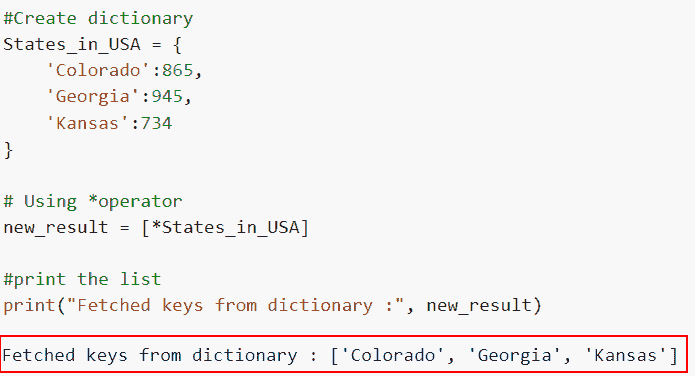 #Create dictionary
States_in_USA = {
    'Colorado':865,
    'Georgia':945,
    'Kansas':734
}
# Using *operator
new_result = [*States_in_USA]
#print the list
print("Fetched keys from dictionary :", new_result)
Fetched keys from dictionary : ['Colorado', 'Georgia', 'Kansas']